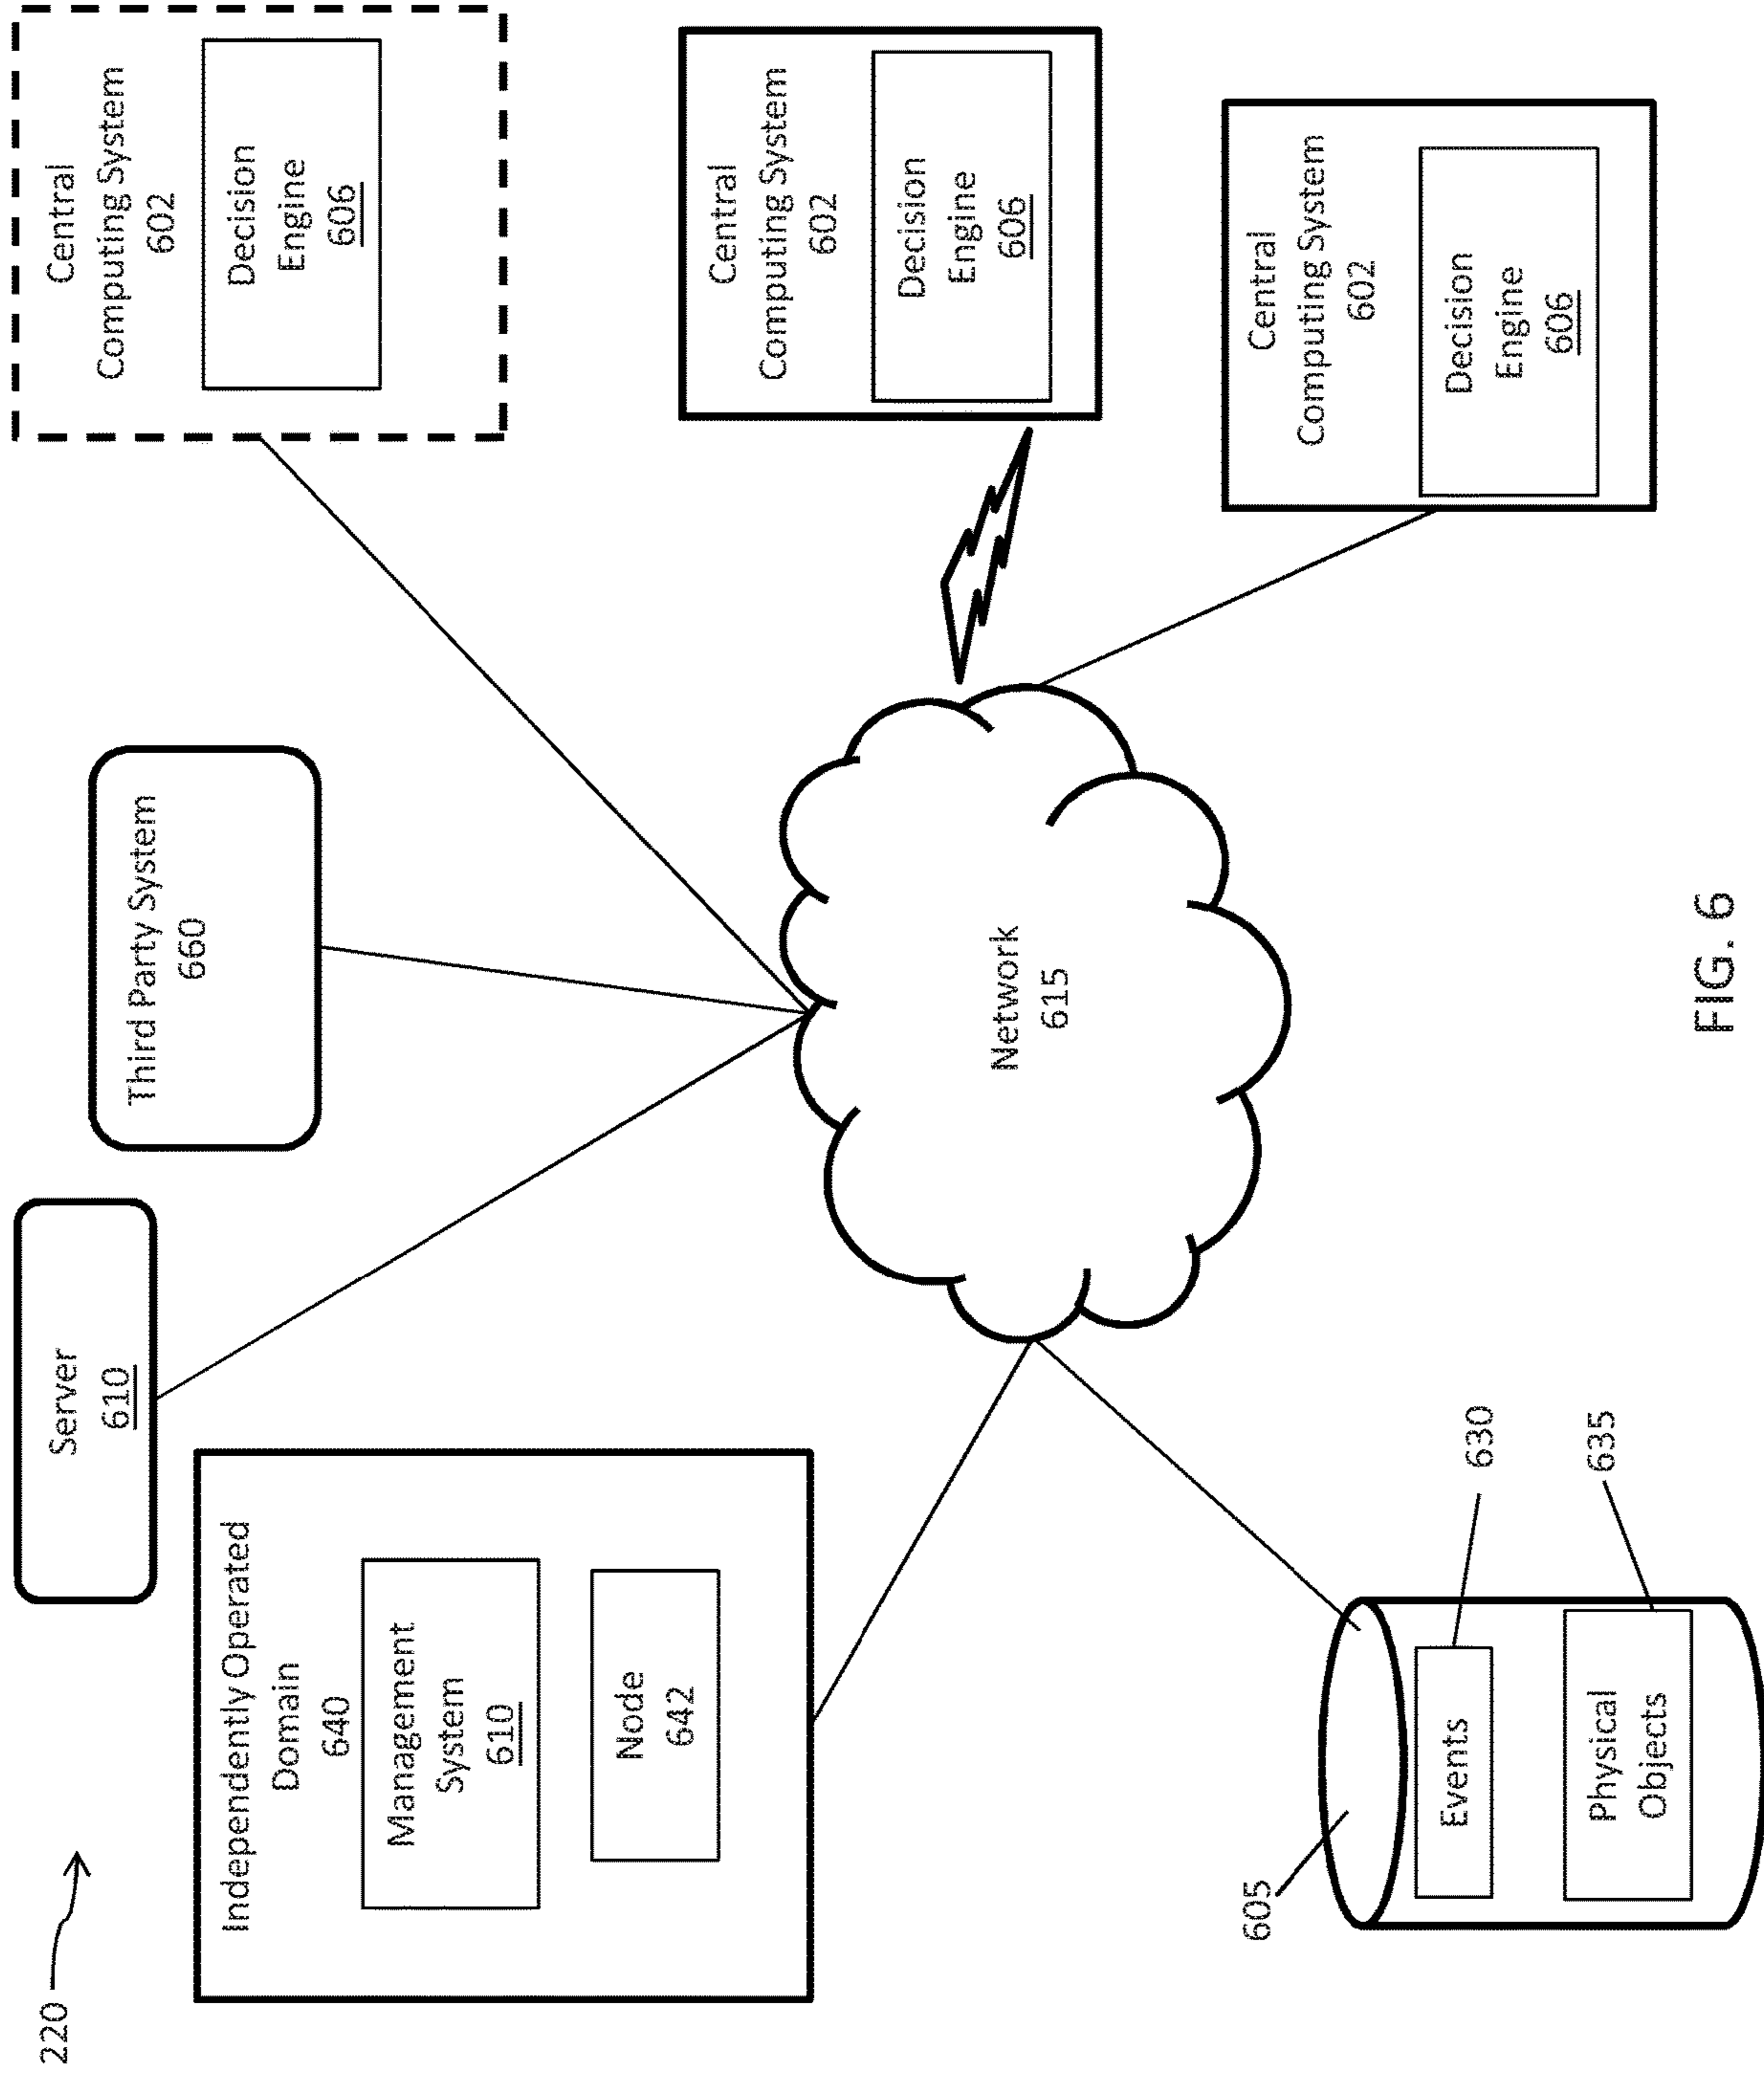 220
Server
610
Third Party System
660
Central
Computing System
602
Decision
Engine
606
Independently Operated
Domain
640
Management
System
610
Node
642
Central
Computing System
602
Decision
Engine
606
Network
615
Central
Computing System
602
Decision
Engine
606
605
Events
630
Physical
Objects
635
FIG. 6